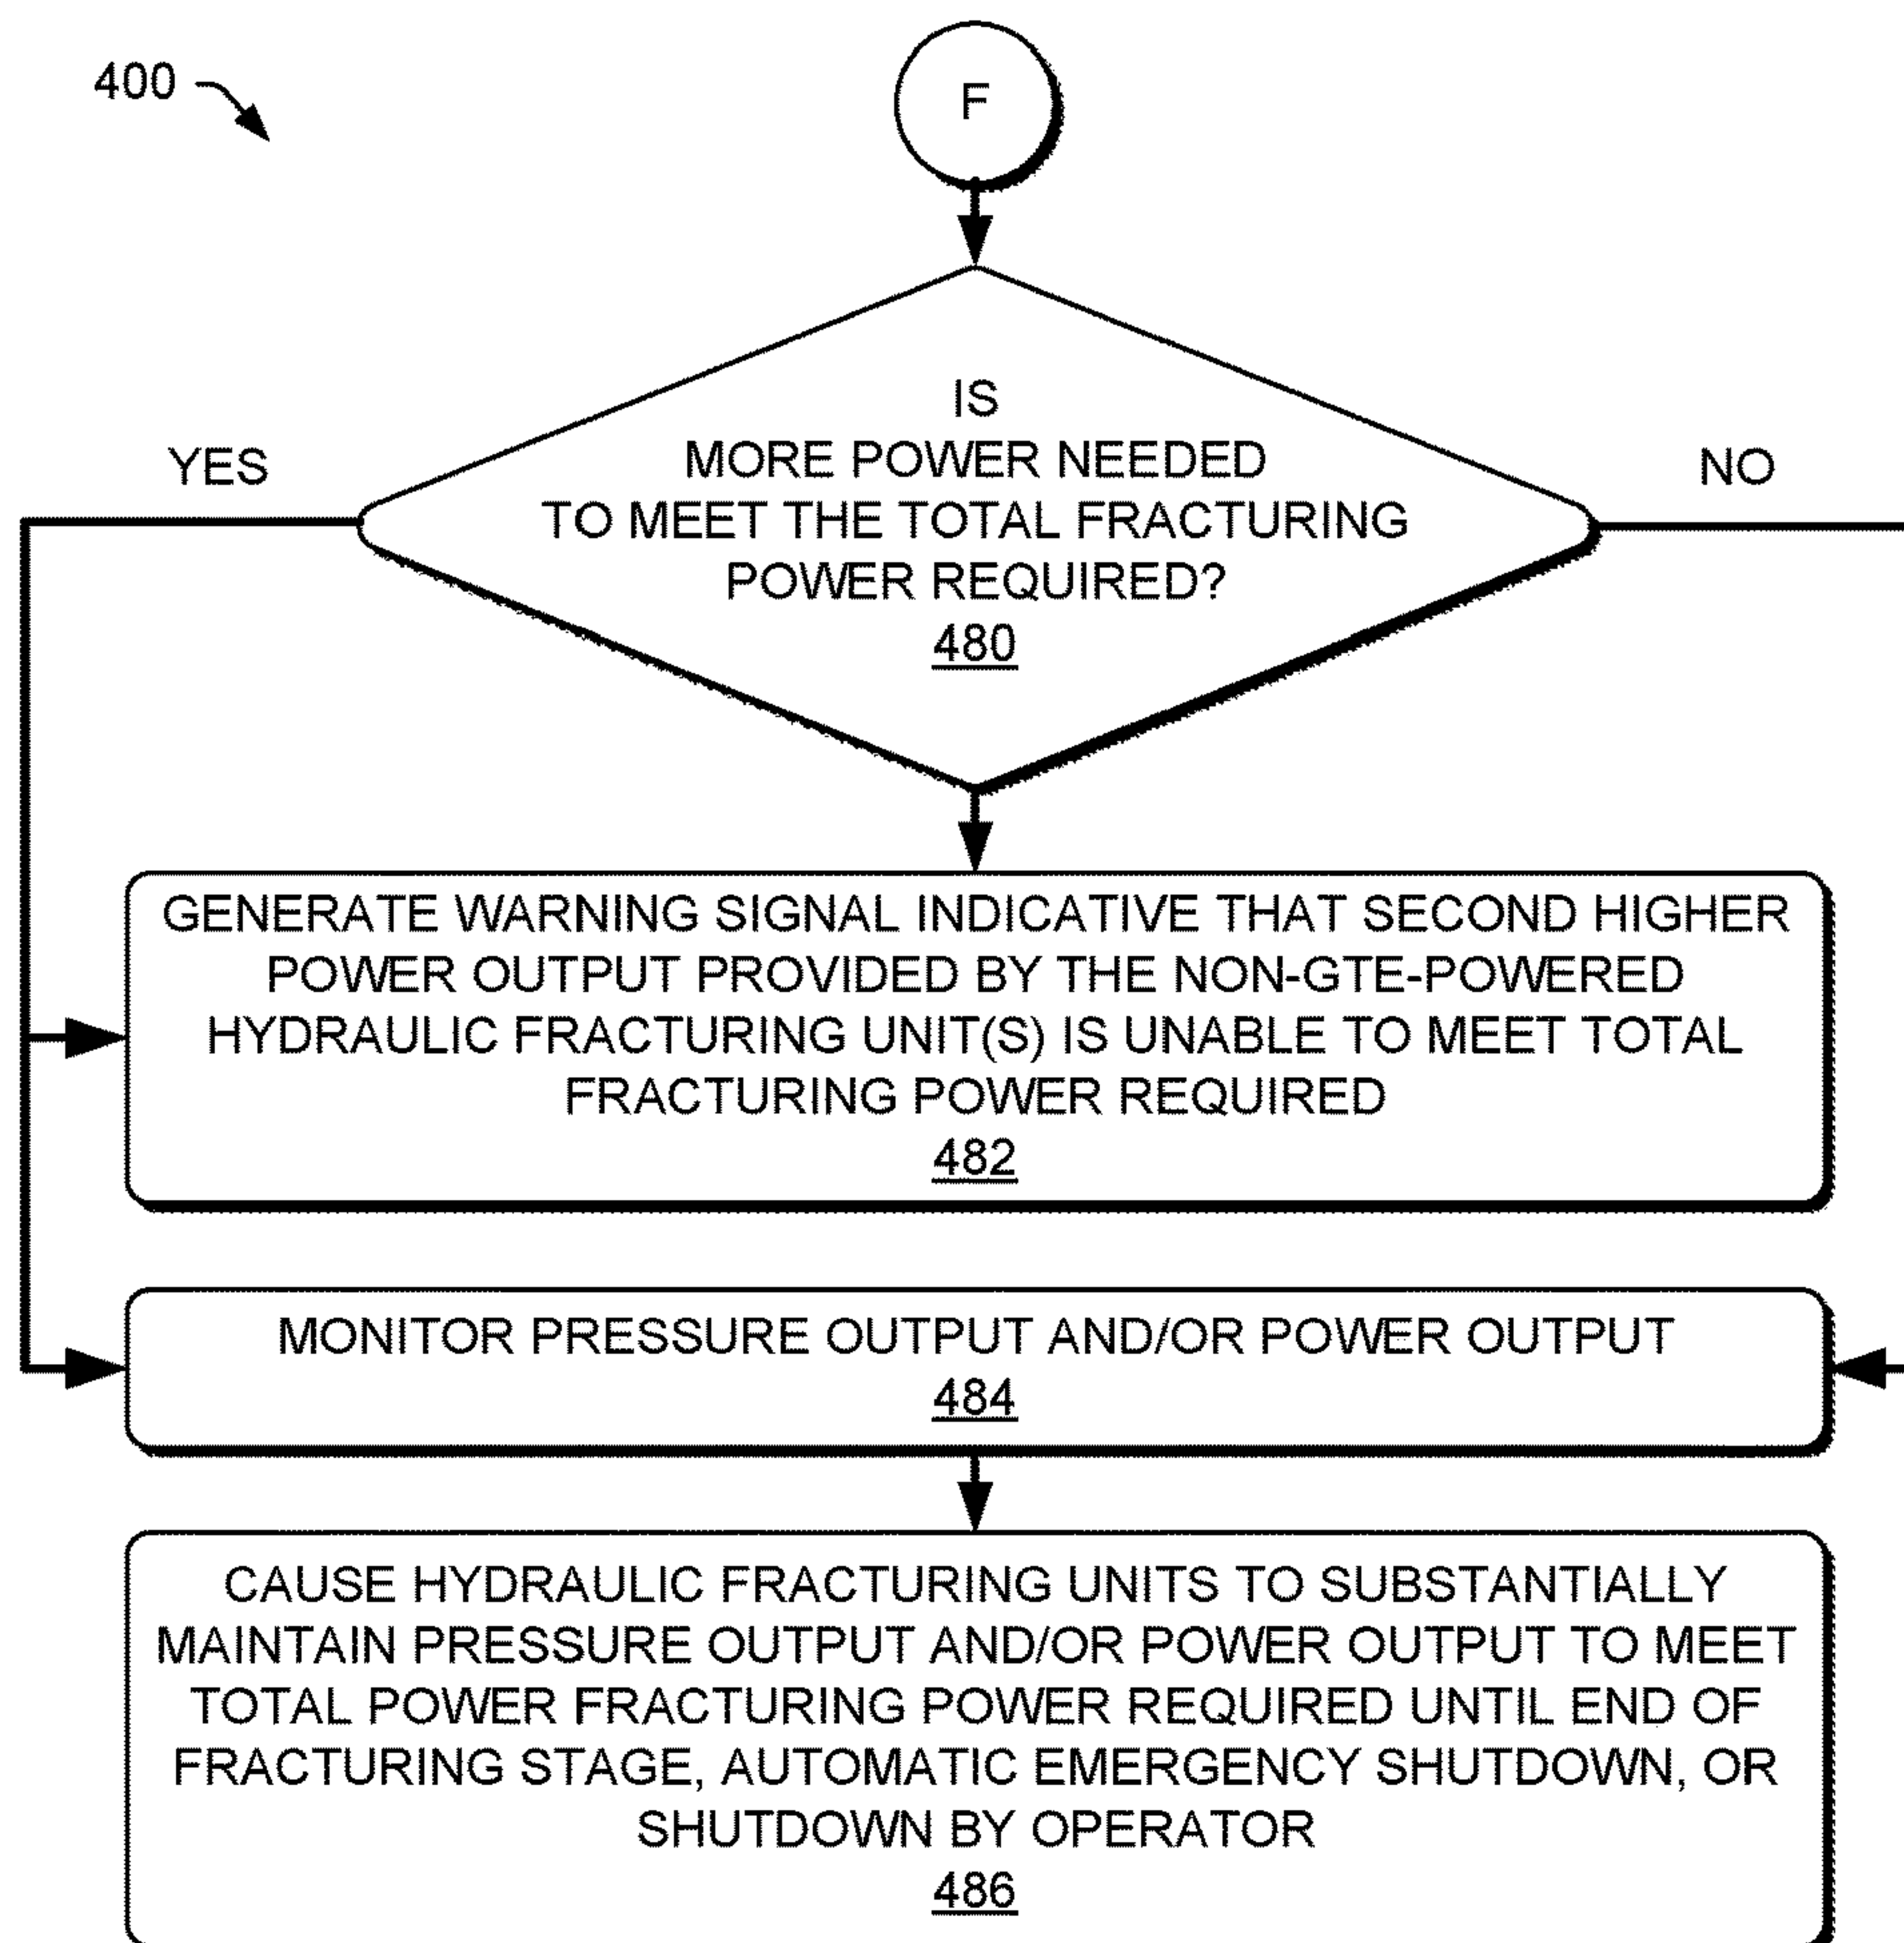 400
F
IS
MORE POWER NEEDED
TO MEET THE TOTAL FRACTURING
POWER REQUIRED?
480
YES
NO
GENERATE WARNING SIGNAL INDICATIVE THAT SECOND HIGHER
POWER OUTPUT PROVIDED BY THE NON-GTE-POWERED
HYDRAULIC FRACTURING UNIT(S) IS UNABLE TO MEET TOTAL
FRACTURING POWER REQUIRED
482
MONITOR PRESSURE OUTPUT AND/OR POWER OUTPUT
484
CAUSE HYDRAULIC FRACTURING UNITS TO SUBSTANTIALLY
MAINTAIN PRESSURE OUTPUT AND/OR POWER OUTPUT TO MEET
TOTAL POWER FRACTURING POWER REQUIRED UNTIL END OF
FRACTURING STAGE, AUTOMATIC EMERGENCY SHUTDOWN, OR
SHUTDOWN BY OPERATOR
486